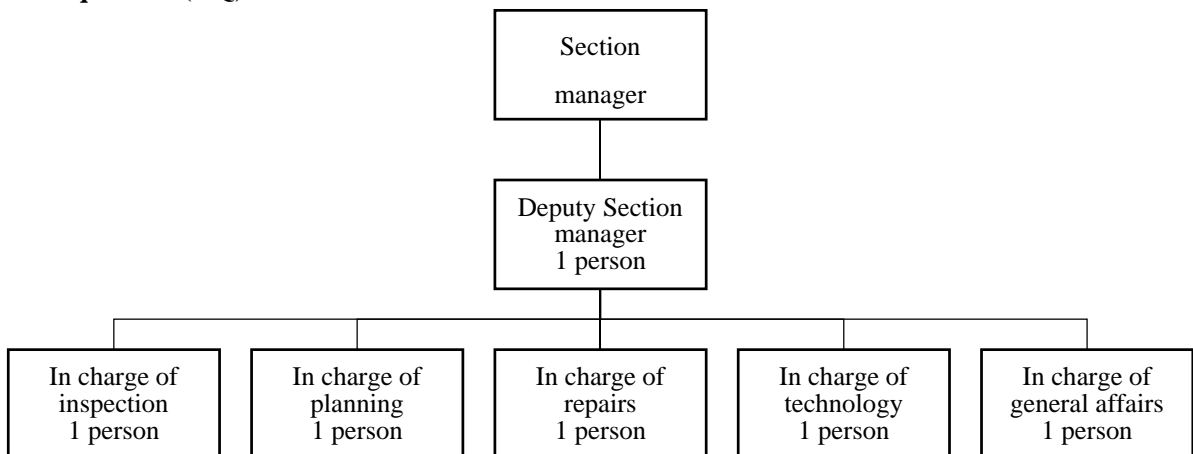 Section
manager
Deputy Section
manager
1 person
In charge of
inspection
1 person
In charge of
planning
1 person
In charge of
repairs
1 person
In charge of
technology
1 person
In charge of
general affairs
1 person